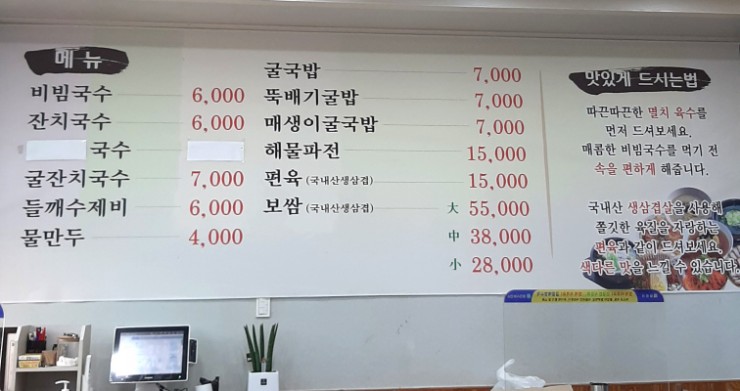 메뉴
비빔국수 6,000
잔치국수 6,000
국수
굴잔치국수 7,000
들깨수제비 6,000
물만두 4,000
굴국밥 7,000
뚝배기굴밥 7,000
매생이굴국밥 7,000
해물파전 15,000
편육 (국내산생삼겹) 15,000
보쌈 (국내산생삼겹) 大 55,000
中 38,000
小 28,000
맛있게 드시는법
따끈따끈한 멸치 육수를
먼저 드셔보세요.
매콤한 비빔국수를 먹기 전
속을 편하게 해줍니다.
국내산 생삼겹살을 사용해
쫄깃한 육질을 자랑하는
편육과 같이 드셔보세요.
색다른 맛을 느낄 수 있습니다.